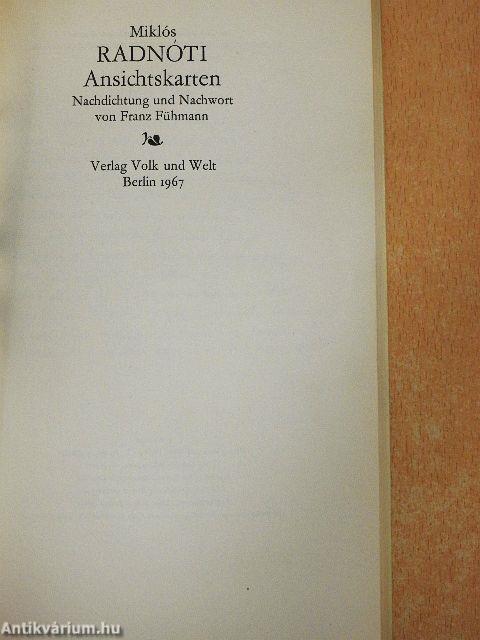 Miklós
RADNÓTI
Ansichtskarten
Nachdichtung und Nachwort
von Franz Fühmann
Verlag Volk und Welt
Berlin 1967
Antikvárium.hu